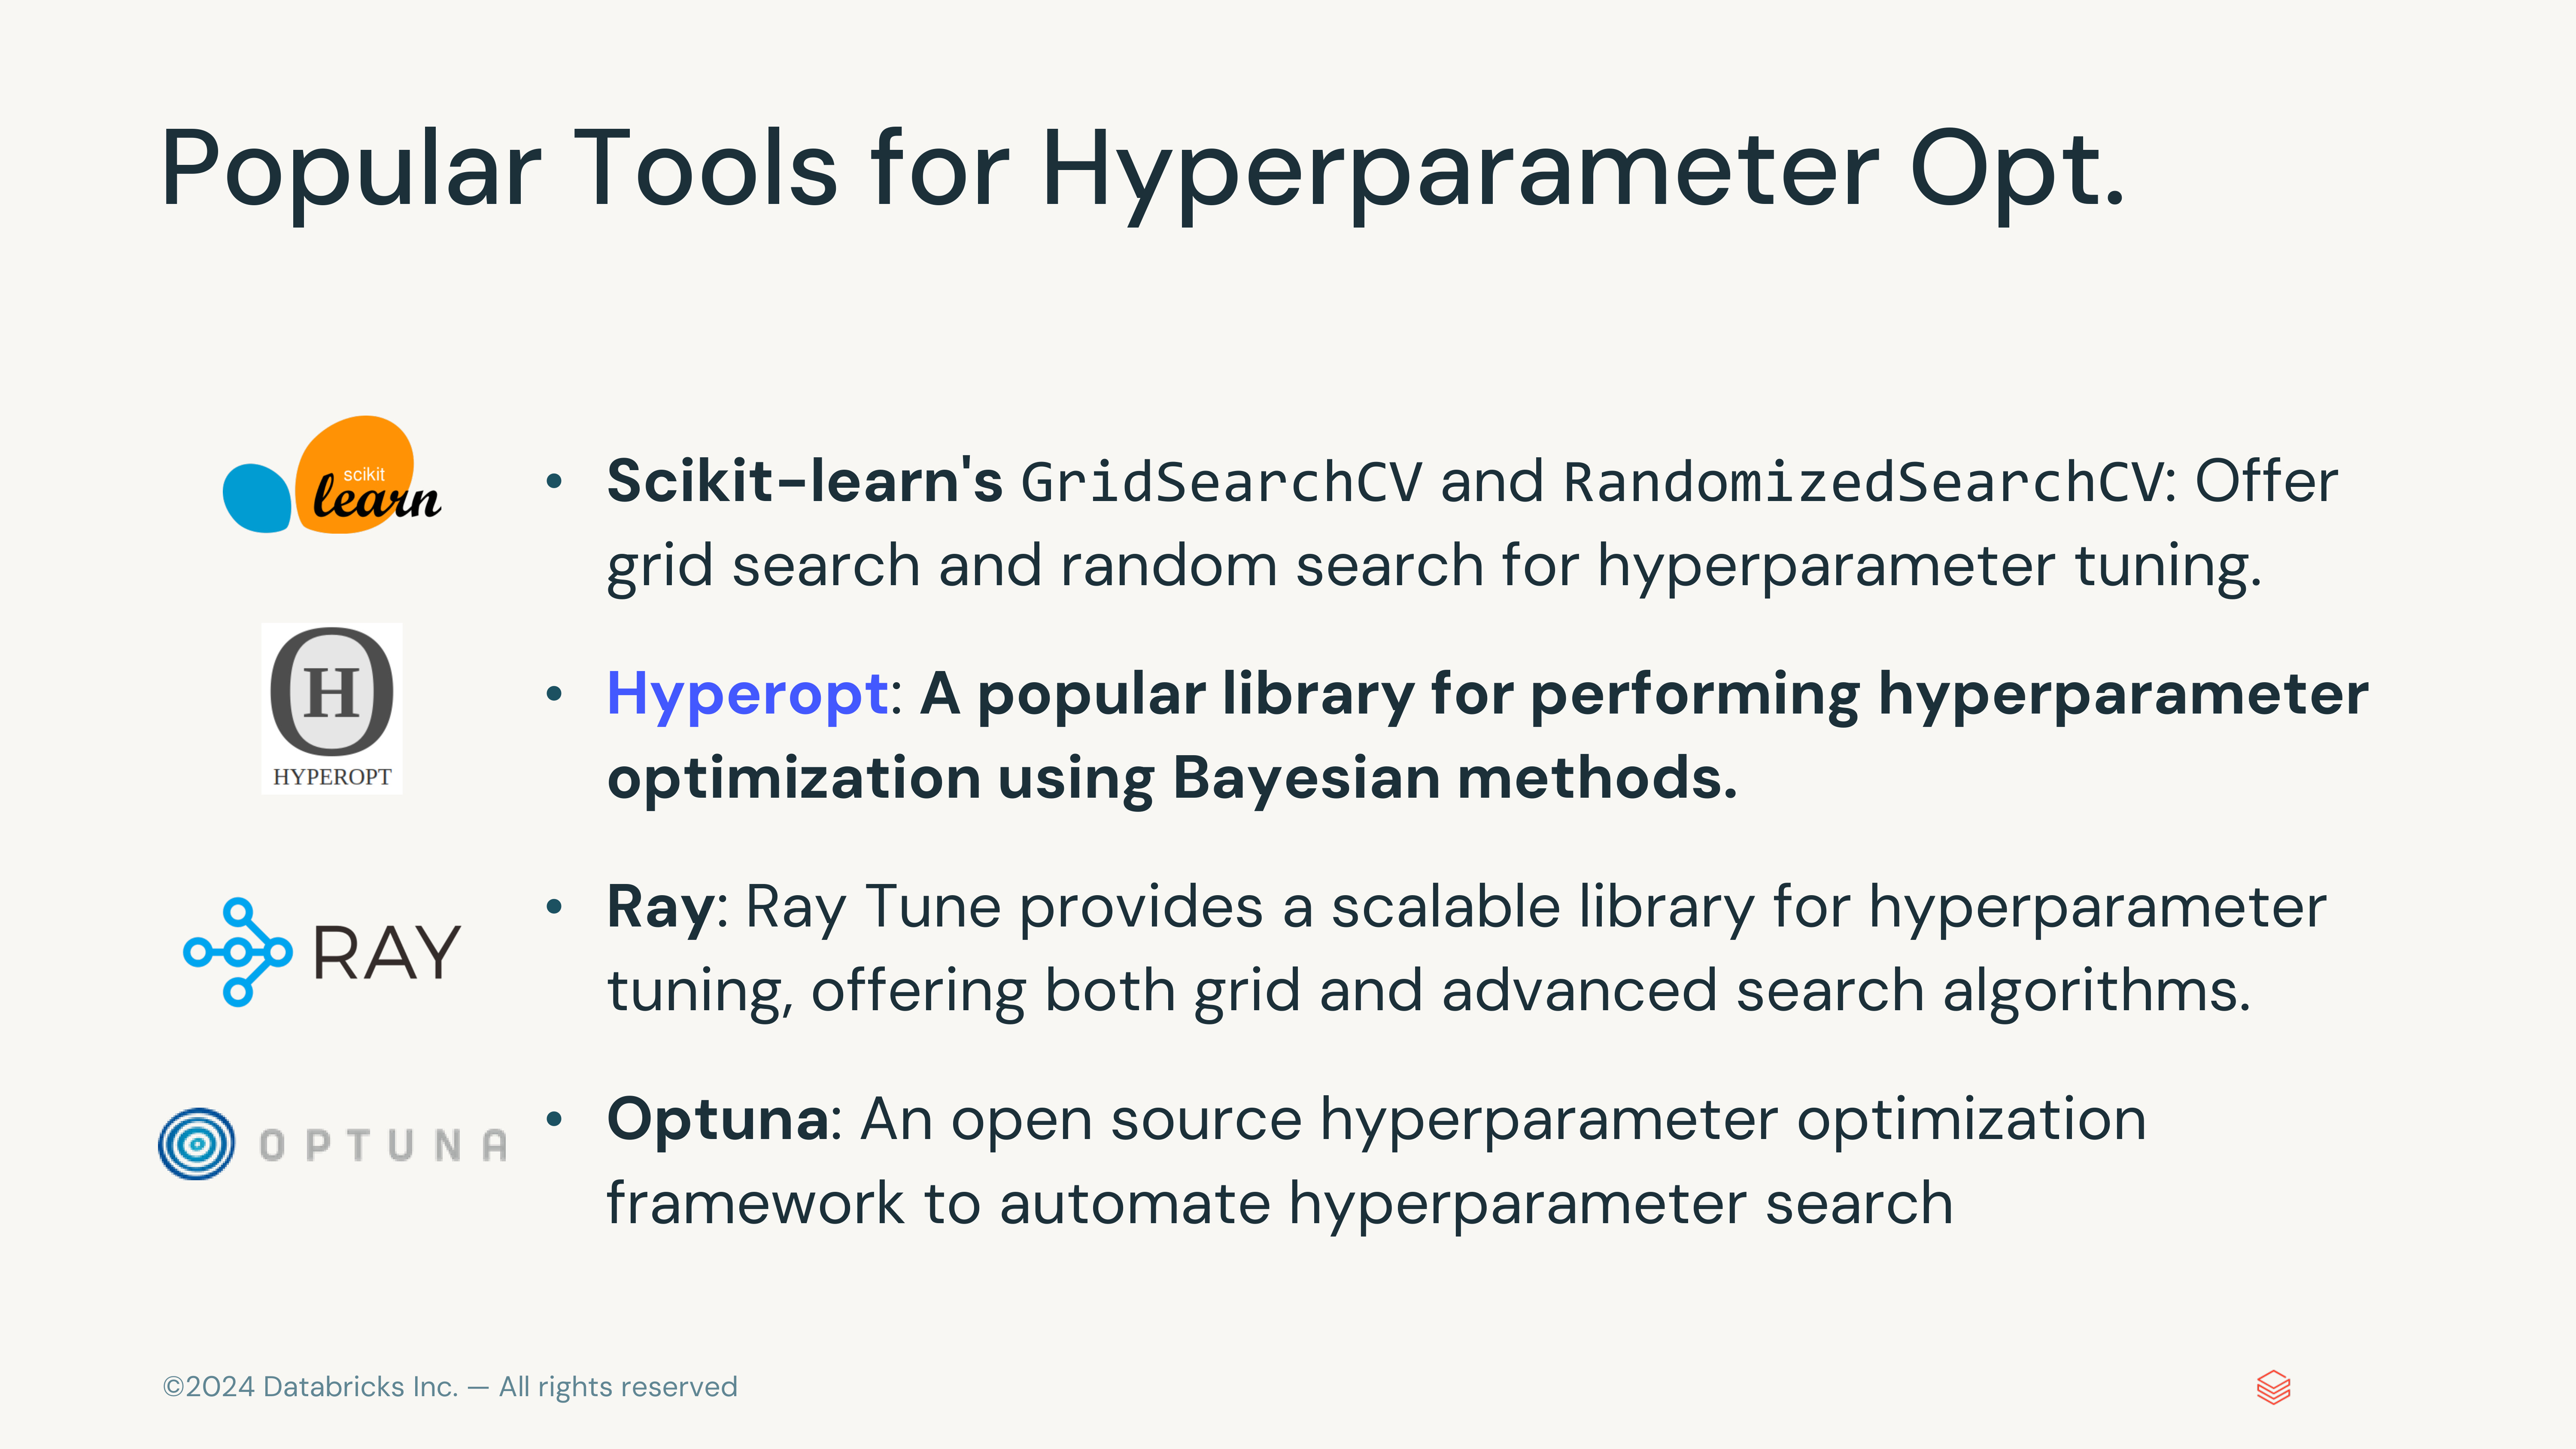 Popular Tools for Hyperparameter Opt.
scikit
learn
• Scikit-learn's GridSearchCV and RandomizedSearchCV: Offer
grid search and random search for hyperparameter tuning.
H
HYPEROPT
• Hyperopt: A popular library for performing hyperparameter
optimization using Bayesian methods.
RAY
• Ray: Ray Tune provides a scalable library for hyperparameter
tuning, offering both grid and advanced search algorithms.
OPTUNA
• Optuna: An open source hyperparameter optimization
framework to automate hyperparameter search
©2024 Databricks Inc. — All rights reserved